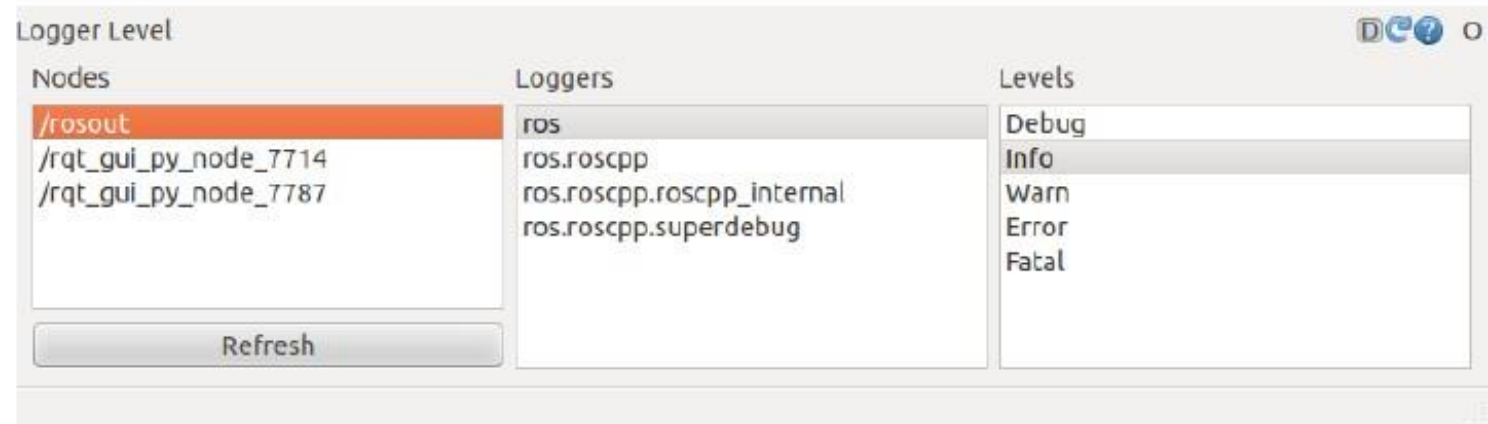 Logger Level
D ? O
Nodes
/rosout
/rqt_gui_py_node_7714
/rqt_gui_py_node_7787
Refresh
Loggers
ros
ros.roscpp
ros.roscpp.roscpp_internal
ros.roscpp.superdebug
Levels
Debug
Info
Warn
Error
Fatal